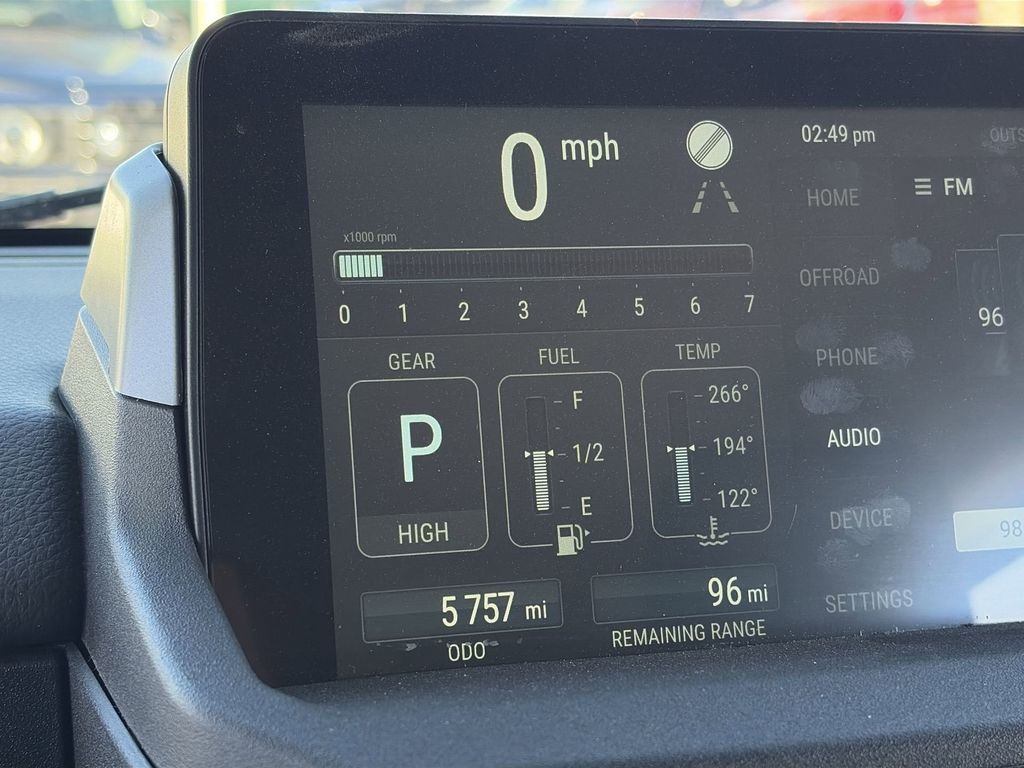 0 mph
02:49 pm
OUTS
HOME
FM
x1000 rpm
0 1 2 3 4 5 6 7
OFFROAD
96
GEAR
FUEL
TEMP
PHONE
P
F
1/2
E
266°
194°
122°
AUDIO
HIGH
DEVICE
98
5 757 mi
ODO
96 mi
REMAINING RANGE
SETTINGS